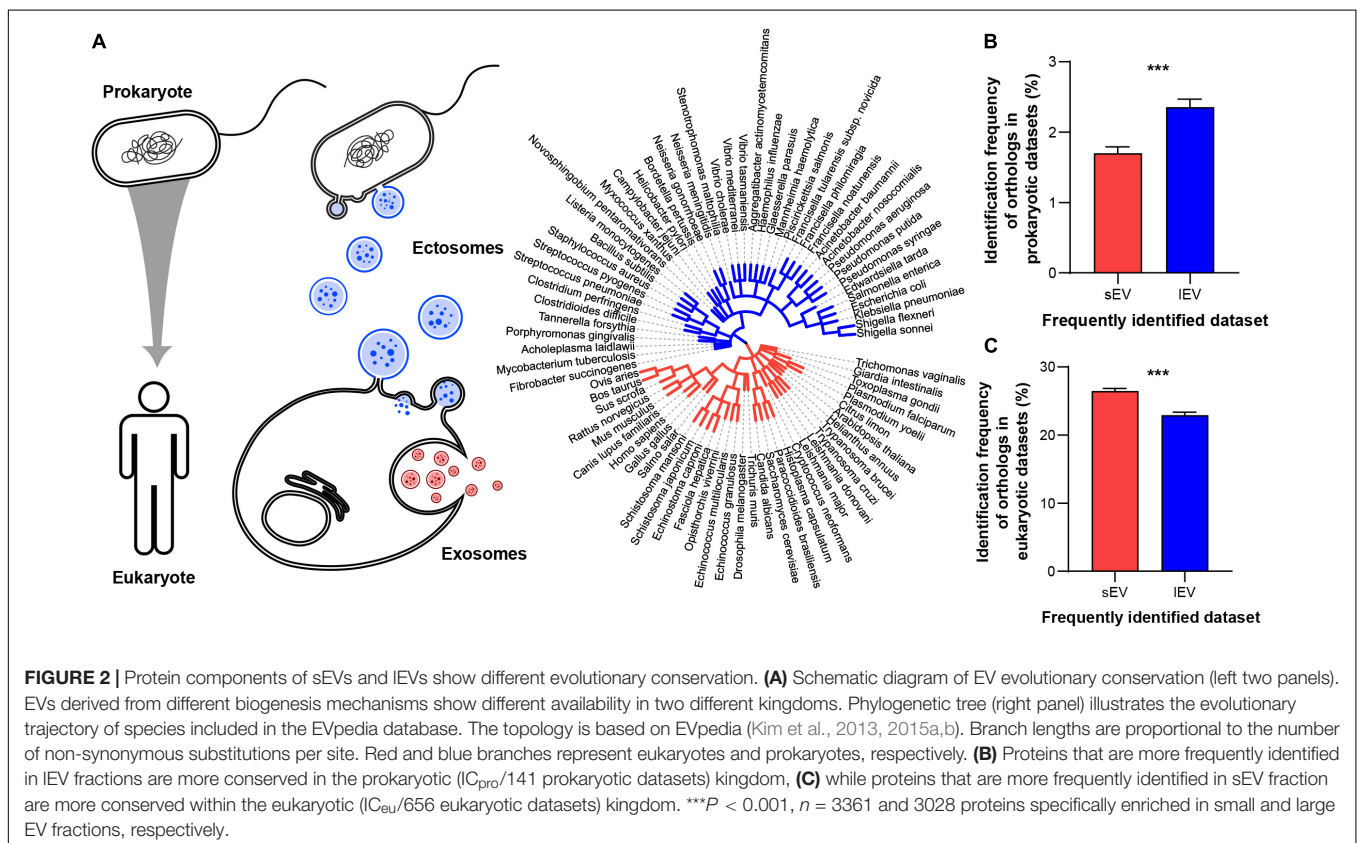 A
Prokaryote
Ectosomes
Exosomes
Eukaryote
Novosphingobium pentaromativorans
Myxococcus xanthus
Campylobacter jejuni
Helicobacter pylori
Bordetella pertussis
Neisseria gonorrhoeae
Neisseria meningitidis
Stenotrophomonas maltophilia
Vibrio cholerae
Vibrio mediterranei
Vibrio tasmaniensis
Aggregatibacter actinomycetemcomitans
Haemophilus influenzae
Glaesserella parasuis
Mannheimia haemolytica
Piscirickettsia salmonis
Francisella tularensis subsp. novicida
Francisella philomiragia
Francisella noatunensis
Acinetobacter baumannii
Acinetobacter nosocomialis
Pseudomonas aeruginosa
Pseudomonas putida
Pseudomonas syringae
Edwardsiella tarda
Salmonella enterica
Escherichia coli
Klebsiella pneumoniae
Shigella flexneri
Shigella sonnei
Trichomonas vaginalis
Giardia intestinalis
Toxoplasma gondii
Plasmodium falciparum
Plasmodium yoelii
Citrus limon
Arabidopsis thaliana
Helianthus annuus
Trypanosoma cruzi
Trypanosoma brucei
Leishmania donovani
Leishmania major
Cryptococcus neoformans
Histoplasma capsulatum
Paracoccidioides brasiliensis
Saccharomyces cerevisiae
Candida albicans
Trichuris muris
Drosophila melanogaster
Echinococcus granulosus
Echinococcus multilocularis
Opisthorchis viverrini
Fasciola hepatica
Echinostoma caproni
Schistosoma japonicum
Schistosoma mansoni
Salmo salar
Gallus gallus
Homo sapiens
Canis lupus familiaris
Mus musculus
Rattus norvegicus
Sus scrofa
Bos taurus
Ovis aries
Fibrobacter succinogenes
Mycobacterium tuberculosis
Acholeplasma laidlawii
Porphyromonas gingivalis
Tannerella forsythia
Clostridioides difficile
Clostridium perfringens
Streptococcus pneumoniae
Streptococcus pyogenes
Staphylococcus aureus
Bacillus subtilis
Listeria monocytogenes
B
Identification frequency
of orthologs in
prokaryotic datasets (%)
3
2
1
0
***
sEV lEV
Frequently identified dataset
C
Identification frequency
of orthologs in
eukaryotic datasets (%)
30
20
10
0
***
sEV lEV
Frequently identified dataset
FIGURE 2 | Protein components of sEVs and lEVs show different evolutionary conservation. (A) Schematic diagram of EV evolutionary conservation (left two panels).
EVs derived from different biogenesis mechanisms show different availability in two different kingdoms. Phylogenetic tree (right panel) illustrates the evolutionary
trajectory of species included in the EVpedia database. The topology is based on EVpedia (Kim et al., 2013, 2015a,b). Branch lengths are proportional to the number
of non-synonymous substitutions per site. Red and blue branches represent eukaryotes and prokaryotes, respectively. (B) Proteins that are more frequently identified
in lEV fractions are more conserved in the prokaryotic (ICpro/141 prokaryotic datasets) kingdom, (C) while proteins that are more frequently identified in sEV fraction
are more conserved within the eukaryotic (ICeu/656 eukaryotic datasets) kingdom. ***P < 0.001, n = 3361 and 3028 proteins specifically enriched in small and large
EV fractions, respectively.